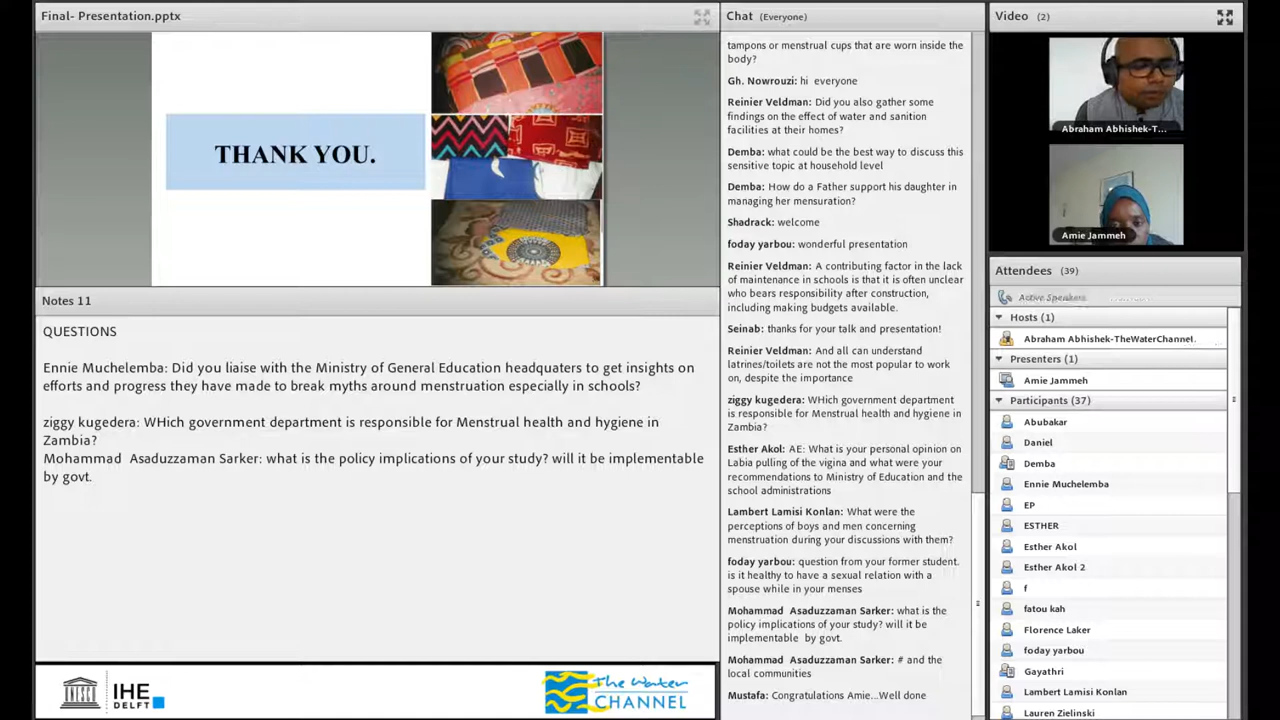 Final- Presentation.pptx
THANK YOU.
Notes 11
QUESTIONS
Ennie Muchelemba: Did you liaise with the Ministry of General Education headquaters to get insights on
efforts and progress they have made to break myths around menstruation especially in schools?
ziggy kugedera: WHich government department is responsible for Menstrual health and hygiene in
Zambia?
Mohammad Asaduzzaman Sarker: what is the policy implications of your study? will it be implementable
by govt.
UNESCO
IHE
DELFT
The Water
CHANNEL
Chat (Everyone)
tampons or menstrual cups that are worn inside the
body?
Gh. Nowrouzi: hi everyone
Reinier Veldman: Did you also gather some
findings on the effect of water and sanition
facilities at their homes?
Demba: what could be the best way to discuss this
sensitive topic at household level
Demba: How do a Father support his daughter in
managing her mensuration?
Shadrack: welcome
foday yarbou: wonderful presentation
Reinier Veldman: A contributing factor in the lack
of maintenance in schools is that it is often unclear
who bears responsibility after construction,
including making budgets available.
Seinab: thanks for your talk and presentation!
Reinier Veldman: And all can understand
latrines/toilets are not the most popular to work
on, despite the importance
ziggy kugedera: WHich government department
is responsible for Menstrual health and hygiene in
Zambia?
Esther Akol: AE: What is your personal opinion on
Labia pulling of the vigina and what were your
recommendations to Ministry of Education and the
school administrations
Lambert Lamisi Konlan: What were the
perceptions of boys and men concerning
menstruation during your discussions with them?
foday yarbou: question from your former student.
is it healthy to have a sexual relation with a
spouse while in your menses
Mohammad Asaduzzaman Sarker: what is the
policy implications of your study? will it be
implementable by govt.
Mohammad Asaduzzaman Sarker: # and the
local communities
Mustafa: Congratulations Amie...Well done
Video (2)
Abraham Abhishek-T...
Amie Jammeh
Attendees (39)
Active Speakers
Hosts (1)
Abraham Abhishek-TheWaterChannel.
Presenters (1)
Amie Jammeh
Participants (37)
Abubakar
Daniel
Demba
Ennie Muchelemba
EP
ESTHER
Esther Akol
Esther Akol 2
f
fatou kah
Florence Laker
foday yarbou
Gayathri
Lambert Lamisi Konlan
Lauren Zielinski